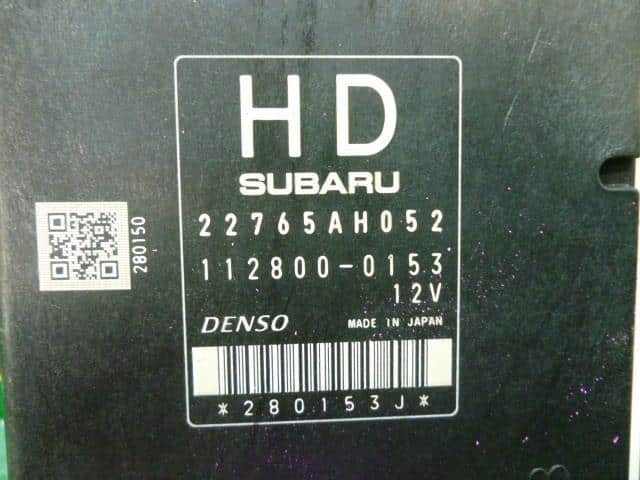 HD
SUBARU
22765AH052
112800-0153
12V
DENSO MADE IN JAPAN
*280153J*
280150